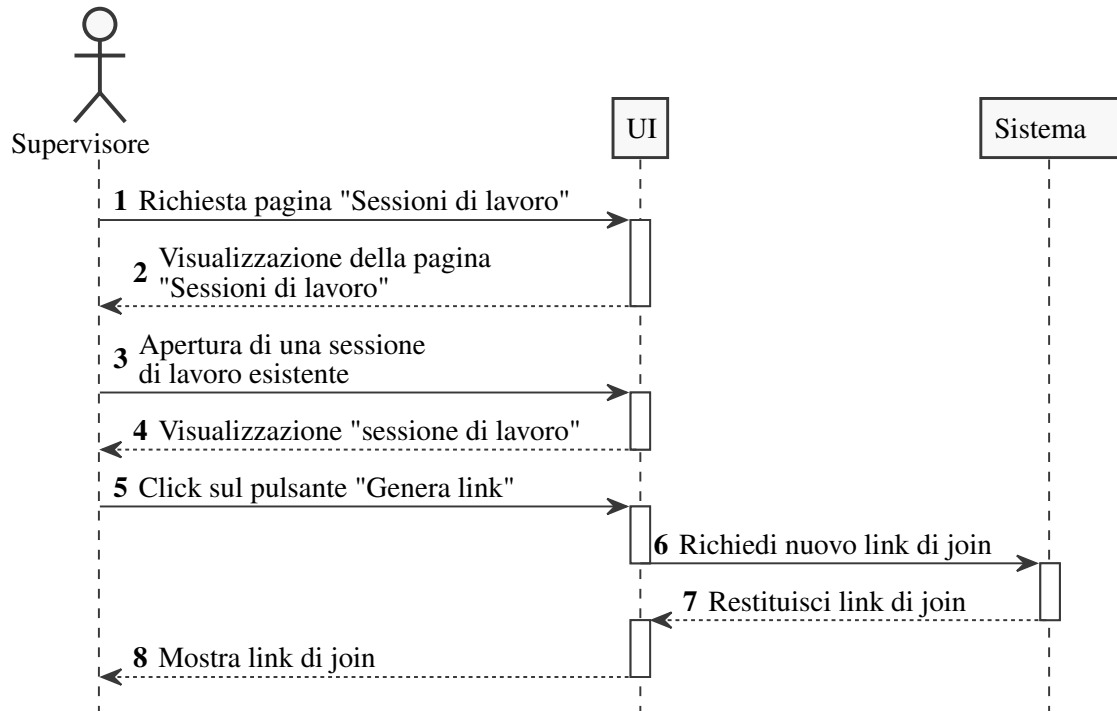 Supervisore
UI
Sistema
1 Richiesta pagina "Sessioni di lavoro"
2 Visualizzazione della pagina
"Sessioni di lavoro"
3 Apertura di una sessione
di lavoro esistente
4 Visualizzazione "sessione di lavoro"
5 Click sul pulsante "Genera link"
6 Richiedi nuovo link di join
7 Restituisci link di join
8 Mostra link di join